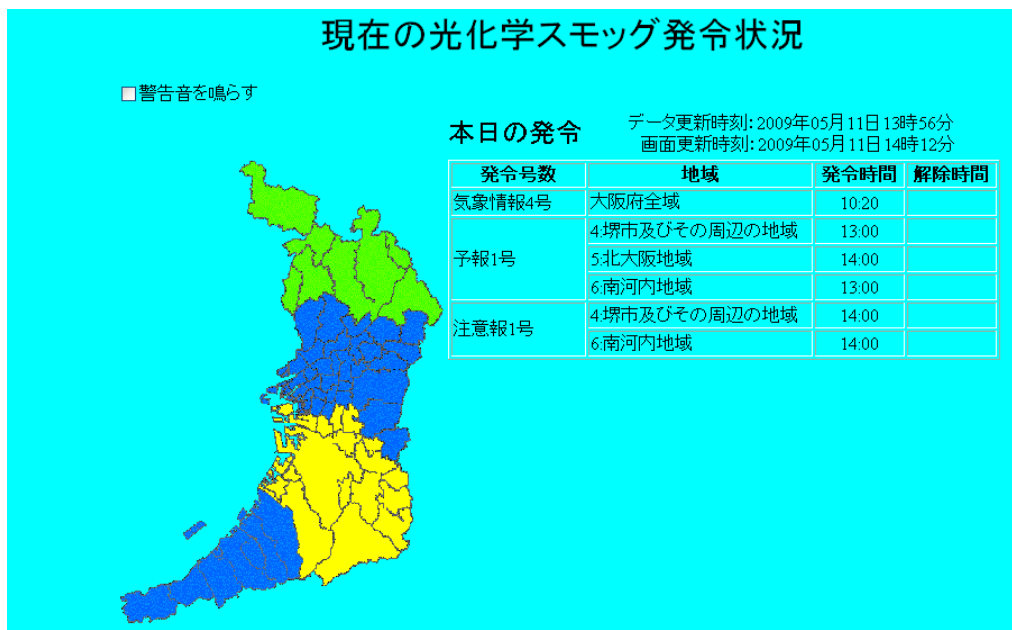 現在の光化学スモッグ発令状況
警告音を鳴らす
本日の発令
データ更新時刻：2009年05月11日13時56分
画面更新時刻：2009年05月11日14時12分
発令号数 地域 発令時間 解除時間
気象情報4号 大阪府全域 10:20
予報1号 4:堺市及びその周辺の地域 13:00
5:北大阪地域 14:00
6:南河内地域 13:00
注意報1号 4:堺市及びその周辺の地域 14:00
6:南河内地域 14:00